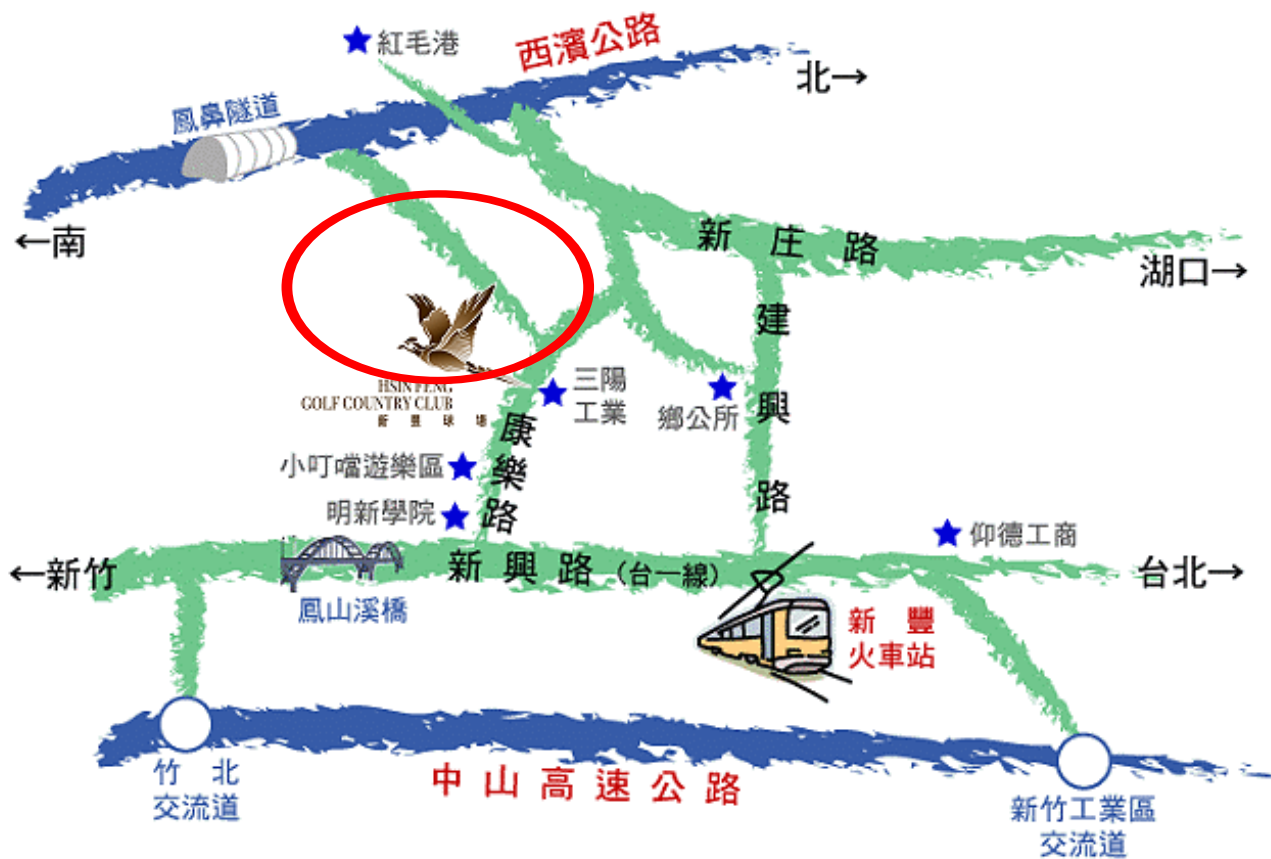 西濱公路
紅毛港
北→
鳳鼻隧道
←南
新庄路
湖口→
建興路
HSIN FENG
GOLF COUNTRY CLUB
新豐球場
三陽
工業
鄉公所
康樂路
小叮噹遊樂區
明新學院
仰德工商
←新竹
新興路(台一線)
台北→
鳳山溪橋
新豐
火車站
中山高速公路
竹北
交流道
新竹工業區
交流道